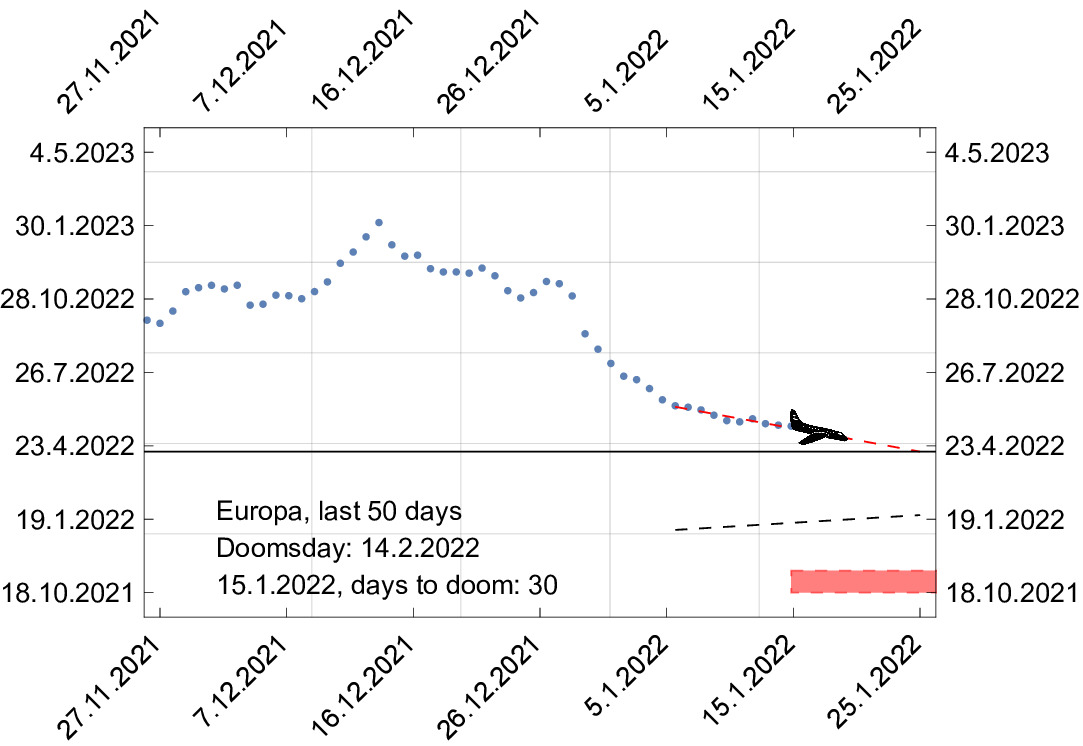 27.11.2021 7.12.2021 16.12.2021 26.12.2021 5.1.2022 15.1.2022 25.1.2022
4.5.2023 4.5.2023
30.1.2023 30.1.2023
28.10.2022 28.10.2022
26.7.2022 26.7.2022
23.4.2022 23.4.2022
Europa, last 50 days
19.1.2022 19.1.2022
Doomsday: 14.2.2022
15.1.2022, days to doom: 30
18.10.2021 18.10.2021
27.11.2021 7.12.2021 16.12.2021 26.12.2021 5.1.2022 15.1.2022 25.1.2022